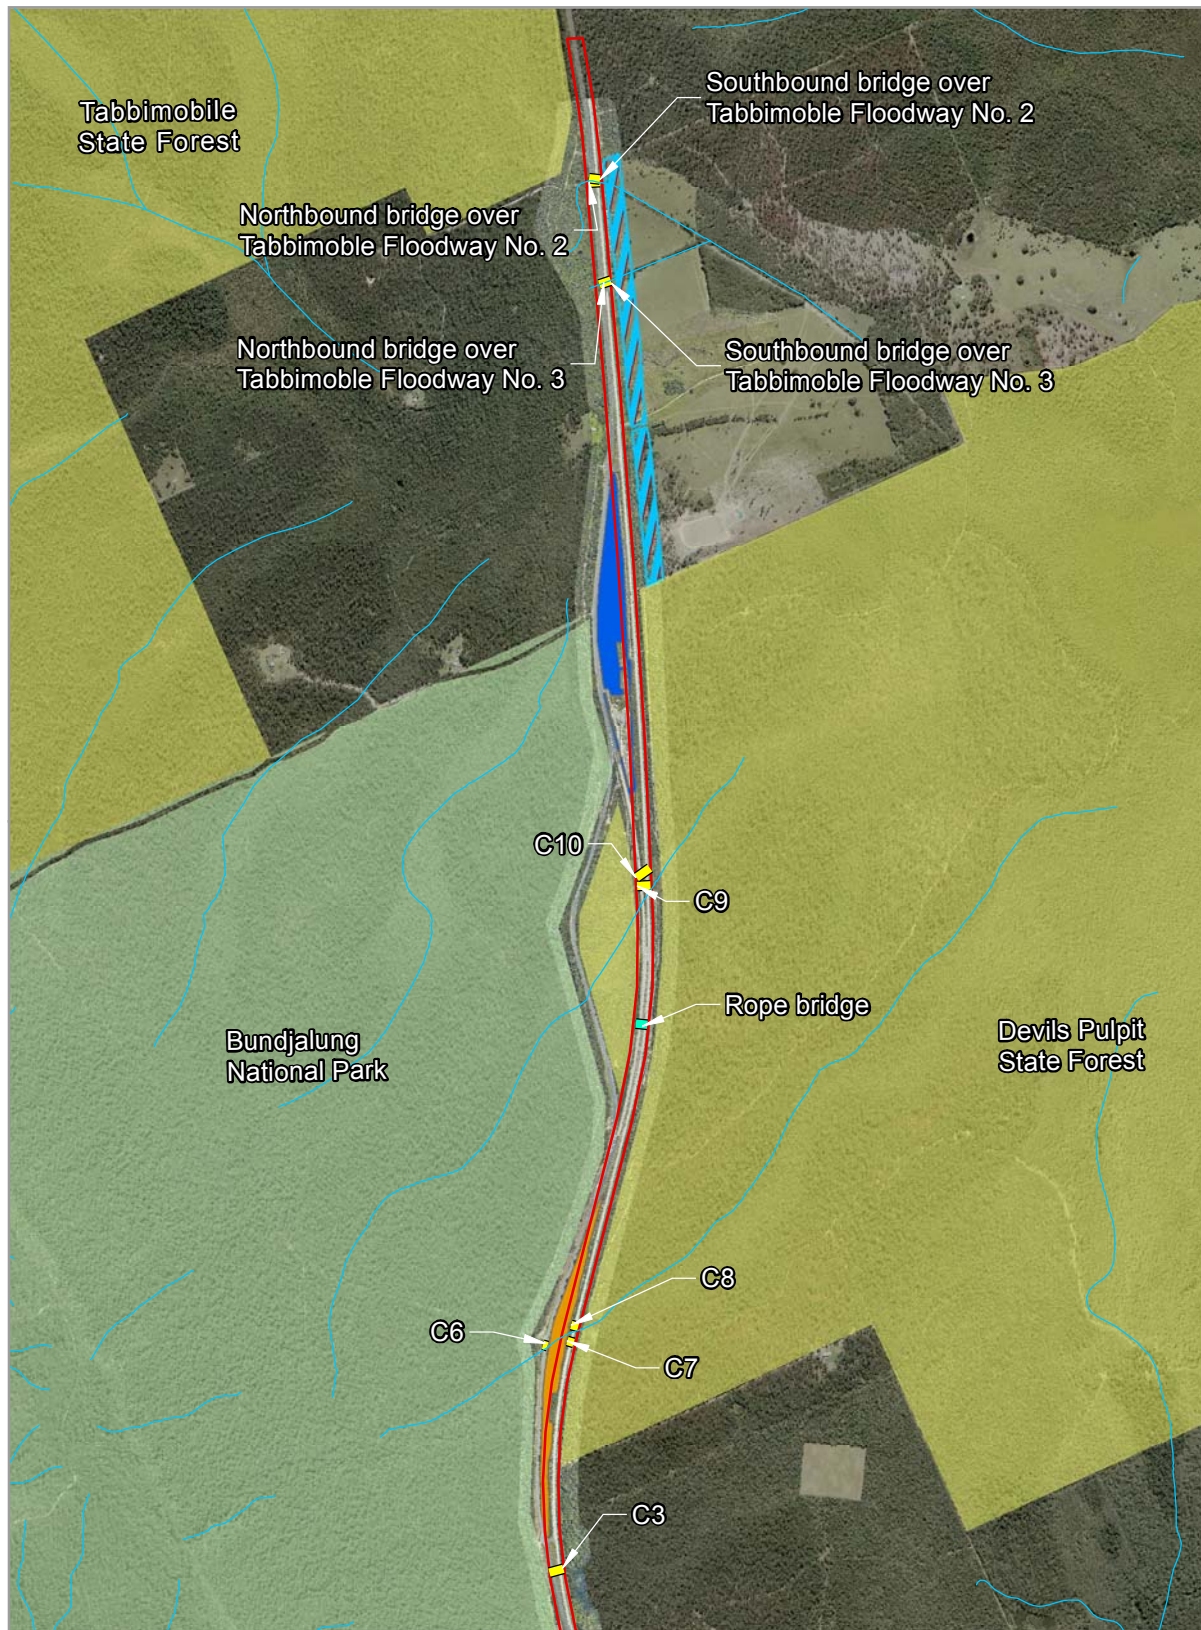 Southbound bridge over
Tabbimoble Floodway No. 2
Tabbimobile
State Forest
Northbound bridge over
Tabbimoble Floodway No. 2
Northbound bridge over
Tabbimoble Floodway No. 3
Southbound bridge over
Tabbimoble Floodway No. 3
C10
C9
Rope bridge
Bundjalung
National Park
Devils Pulpit
State Forest
C8
C6
C7
C3